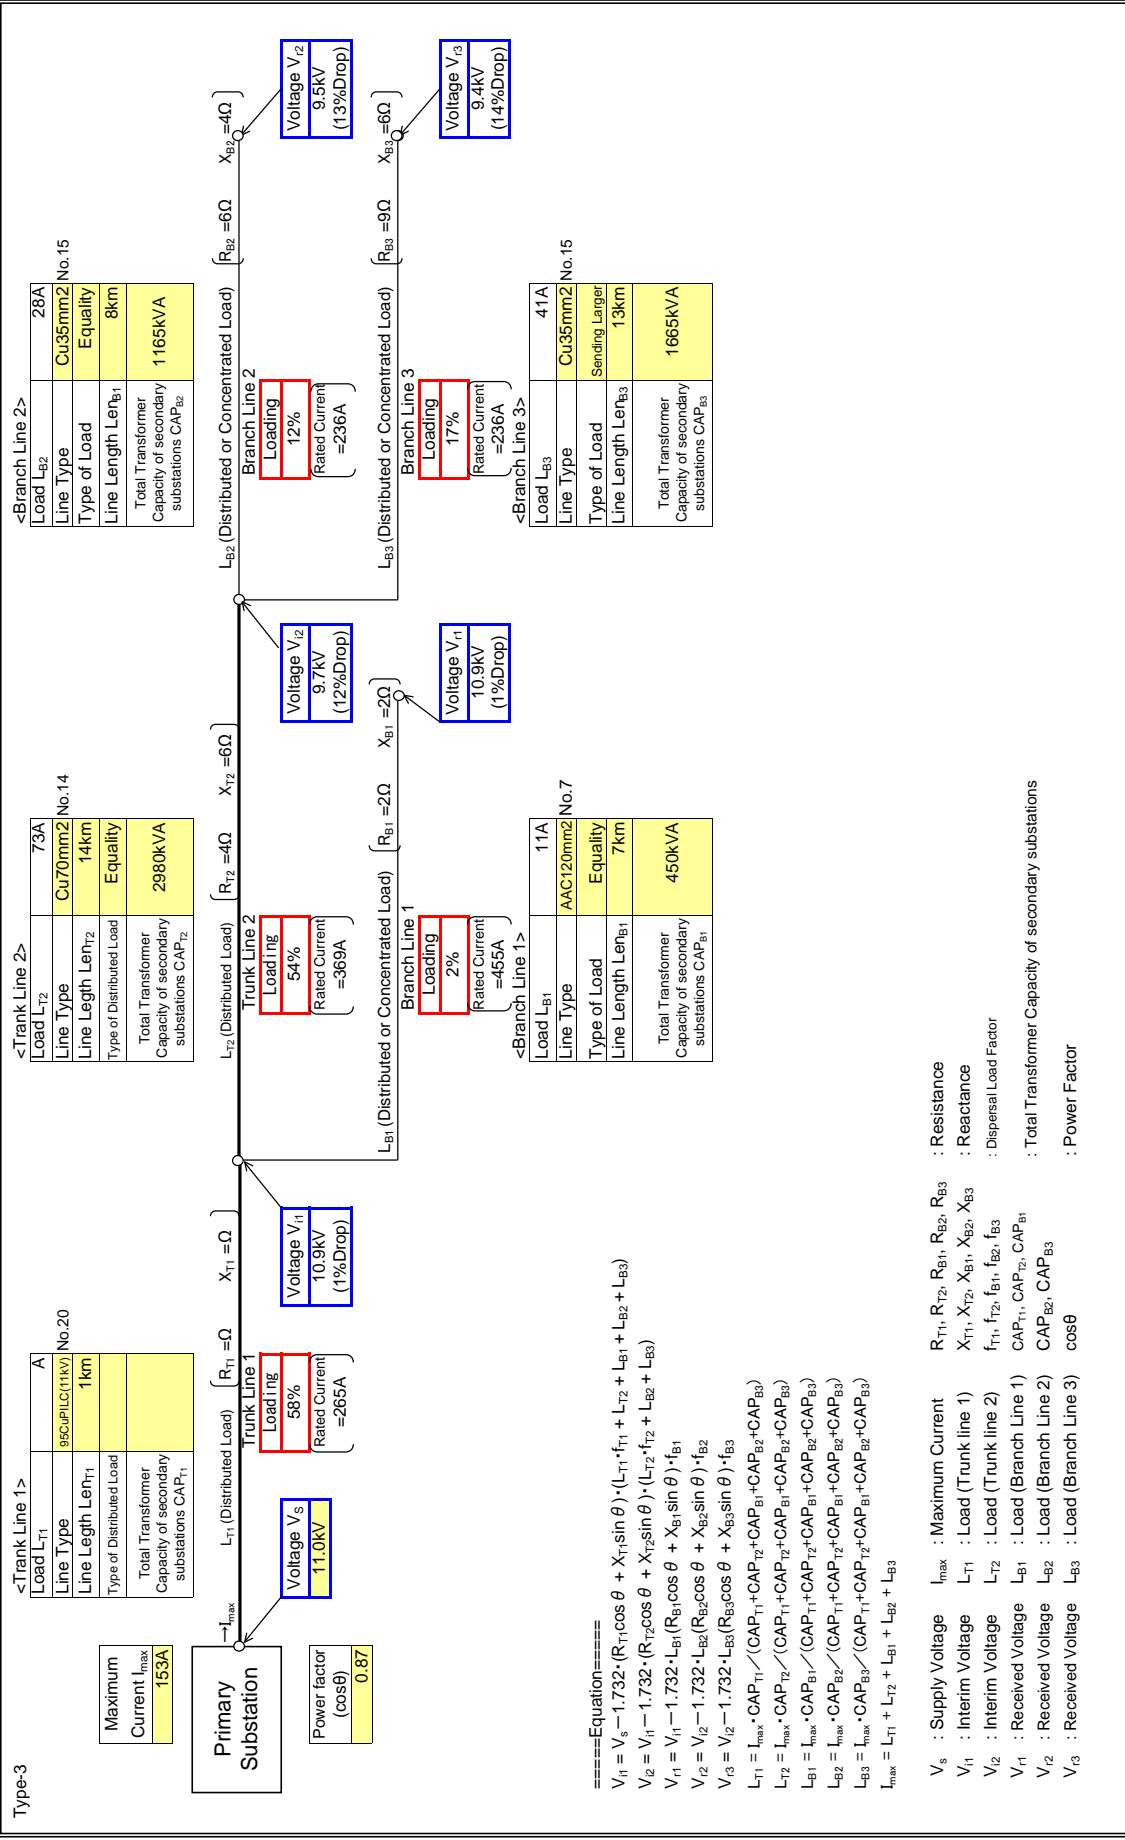 Type-3
Maximum
Current Imax
153A
Primary
Substation
→Imax
Power factor
(cosθ)
0.87
Voltage VS
11.0kV
<Trank Line 1>
Load LT1 A
Line Type 95CuPILC(11kV) No.20
Line Legth LenT1 1km
Type of Distributed Load
Total Transformer
Capacity of secondary
substations CAPT1
LT1 (Distributed Load) RT1 =Ω XT1 =Ω
Trunk Line 1
Loading
58%
Rated Current
=265A
Voltage Vi1
10.9kV
(1%Drop)
<Trank Line 2>
Load LT2 73A
Line Type Cu70mm2 No.14
Line Legth LenT2 14km
Type of Distributed Load Equality
Total Transformer
Capacity of secondary
substations CAPT2
2980kVA
LT2 (Distributed Load) RT2 =4Ω XT2 =6Ω
Trunk Line 2
Loading
54%
Rated Current
=369A
Voltage Vi2
9.7kV
(12%Drop)
LB1 (Distributed or Concentrated Load) RB1 =2Ω XB1 =2Ω
Branch Line 1
Loading
2%
Rated Current
=455A
Voltage Vr1
10.9kV
(1%Drop)
<Branch Line 1>
Load LB1 11A
Line Type AAC120mm2 No.7
Type of Load Equality
Line Length LenB1 7km
Total Transformer
Capacity of secondary
substations CAPB1
450kVA
<Branch Line 2>
Load LB2 28A
Line Type Cu35mm2 No.15
Type of Load Equality
Line Length LenB1 8km
Total Transformer
Capacity of secondary
substations CAPB2
1165kVA
LB2 (Distributed or Concentrated Load) RB2 =6Ω XB2 =4Ω
Branch Line 2
Loading
12%
Rated Current
=236A
Voltage Vr2
9.5kV
(13%Drop)
LB3 (Distributed or Concentrated Load) RB3 =9Ω XB3 =6Ω
Branch Line 3
Loading
17%
Rated Current
=236A
Voltage Vr3
9.4kV
(14%Drop)
<Branch Line 3>
Load LB3 41A
Line Type Cu35mm2 No.15
Type of Load Sending Larger
Line Length LenB3 13km
Total Transformer
Capacity of secondary
substations CAPB3
1665kVA
=====Equation=====
Vi1 = Vs－1.732・(RT1cos θ + XT1sin θ)・(LT1・fT1 + LT2 + LB1 + LB2 + LB3)
Vi2 = Vi1－1.732・(RT2cos θ + XT2sin θ)・(LT2・fT2 + LB2 + LB3)
Vr1 = Vi1－1.732・LB1(RB1cos θ + XB1sin θ)・fB1
Vr2 = Vi2－1.732・LB2(RB2cos θ + XB2sin θ)・fB2
Vr3 = Vi2－1.732・LB3(RB3cos θ + XB3sin θ)・fB3
LT1 = Imax・CAPT1／(CAPT1+CAPT2+CAPB1+CAPB2+CAPB3)
LT2 = Imax・CAPT2／(CAPT1+CAPT2+CAPB1+CAPB2+CAPB3)
LB1 = Imax・CAPB1／(CAPT1+CAPT2+CAPB1+CAPB2+CAPB3)
LB2 = Imax・CAPB2／(CAPT1+CAPT2+CAPB1+CAPB2+CAPB3)
LB3 = Imax・CAPB3／(CAPT1+CAPT2+CAPB1+CAPB2+CAPB3)
Imax = LT1 + LT2 + LB1 + LB2 + LB3
Vs : Supply Voltage Imax : Maximum Current RT1, RT2, RB1, RB2, RB3 : Resistance
Vi1 : Interim Voltage LT1 : Load (Trunk line 1) XT1, XT2, XB1, XB2, XB3 : Reactance
Vi2 : Interim Voltage LT2 : Load (Trunk line 2) fT1, fT2, fB1, fB2, fB3 : Dispersal Load Factor
Vr1 : Received Voltage LB1 : Load (Branch Line 1) CAPT1, CAPT2, CAPB1 : Total Transformer Capacity of secondary substations
Vr2 : Received Voltage LB2 : Load (Branch Line 2) CAPB2, CAPB3
Vr3 : Received Voltage LB3 : Load (Branch Line 3) cosθ : Power Factor